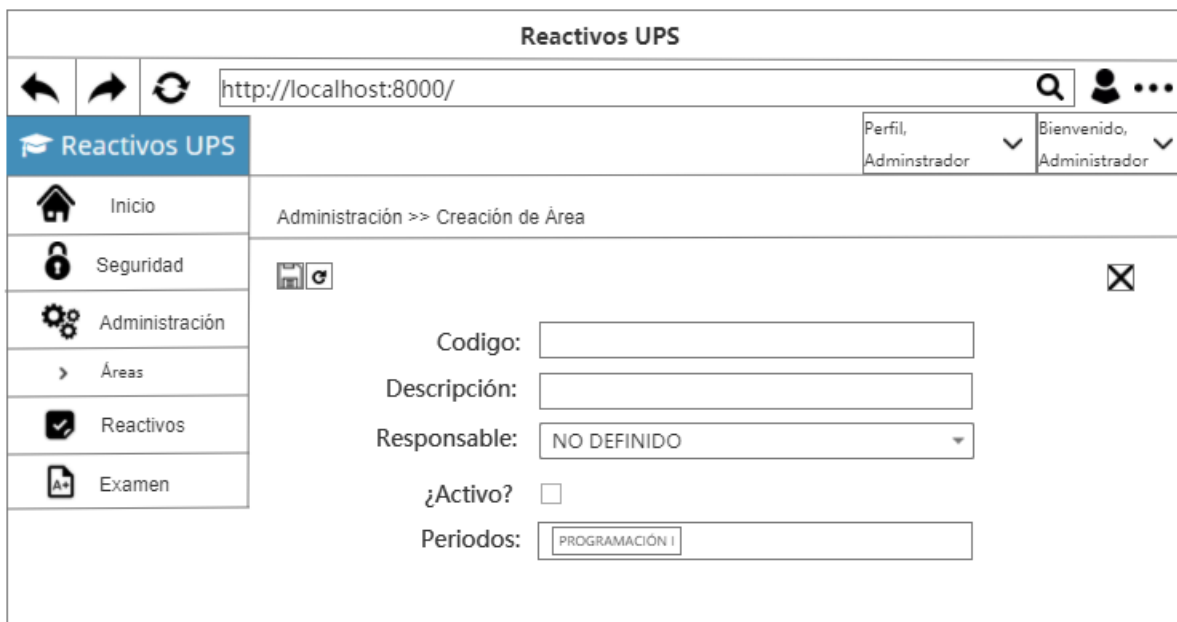 Reactivos UPS
http://localhost:8000/
Reactivos UPS
Perfil,
Adminstrador
Bienvenido,
Administrador
Inicio
Administración >> Creación de Área
Seguridad
Administración
Áreas
Reactivos
A+ Examen
Codigo:
Descripción:
Responsable: NO DEFINIDO
¿Activo?
Periodos: PROGRAMACIÓN I